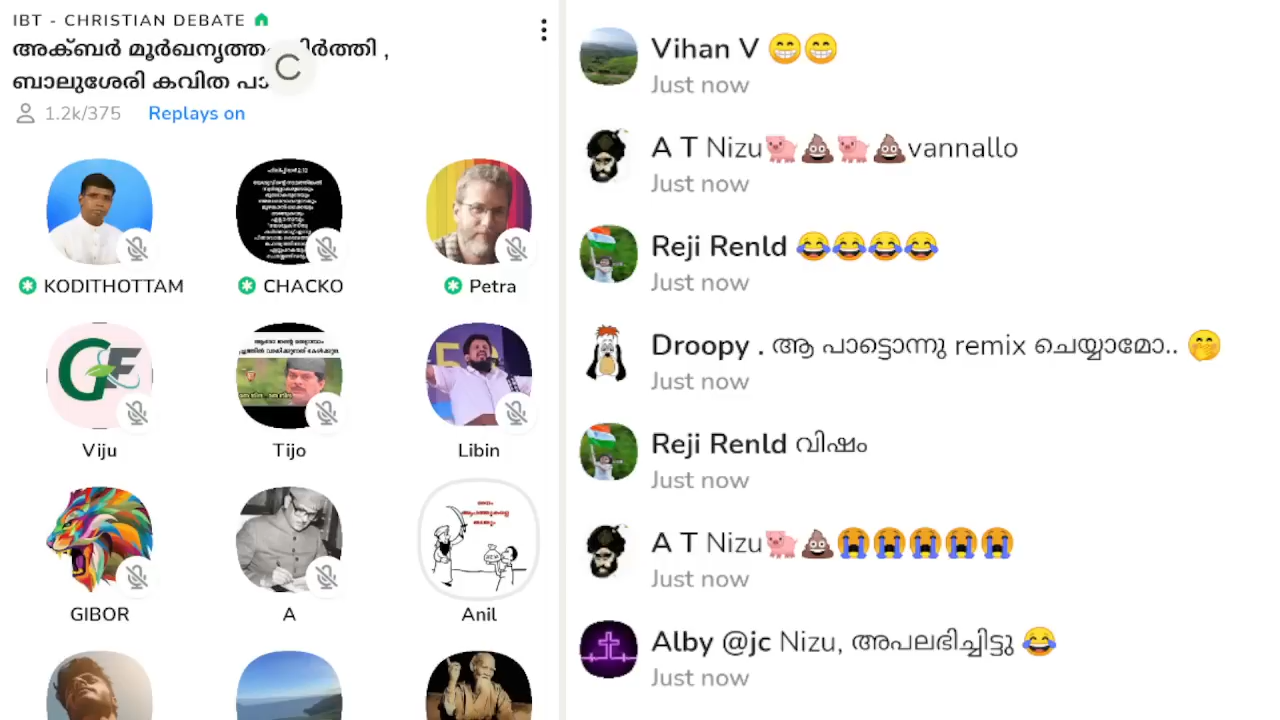 IBT - CHRISTIAN DEBATE
അക്ബർ മൂർഖനൃത്തം നിർത്തി ,
ബാലുശേരി കവിത പാ
1.2k/375 Replays on
KODITHOTTAM CHACKO Petra
Viju Tijo Libin
GIBOR A Anil
Vihan V 😁😁
Just now
A T Nizu🐷💩🐷💩vannallo
Just now
Reji Renld 😂😂😂😂
Just now
Droopy . ആ പാട്ടൊന്നു remix ചെയ്യാമോ.. 🤭
Just now
Reji Renld വിഷം
Just now
A T Nizu🐷💩😭😭😭😭😭
Just now
Alby @jc Nizu, അപലഭിച്ചിട്ടു 😂
Just now